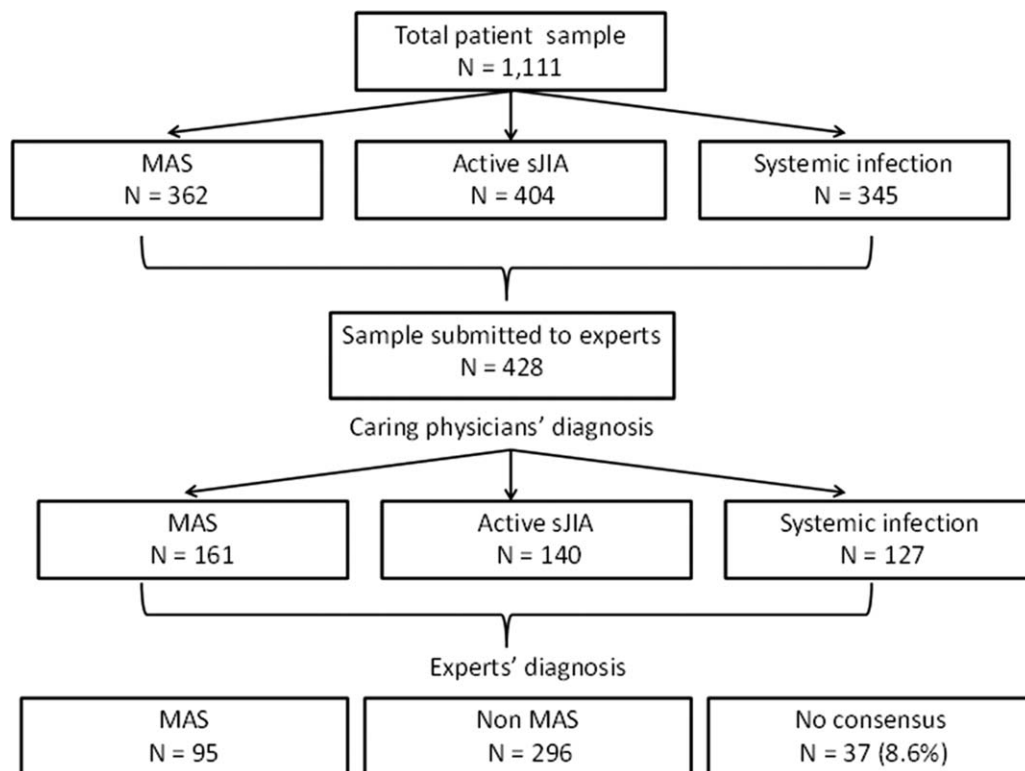 Total patient sample
N = 1,111
MAS
N = 362
Active sJIA
N = 404
Systemic infection
N = 345
Sample submitted to experts
N = 428
Caring physicians’ diagnosis
MAS
N = 161
Active sJIA
N = 140
Systemic infection
N = 127
Experts’ diagnosis
MAS
N = 95
Non MAS
N = 296
No consensus
N = 37 (8.6%)